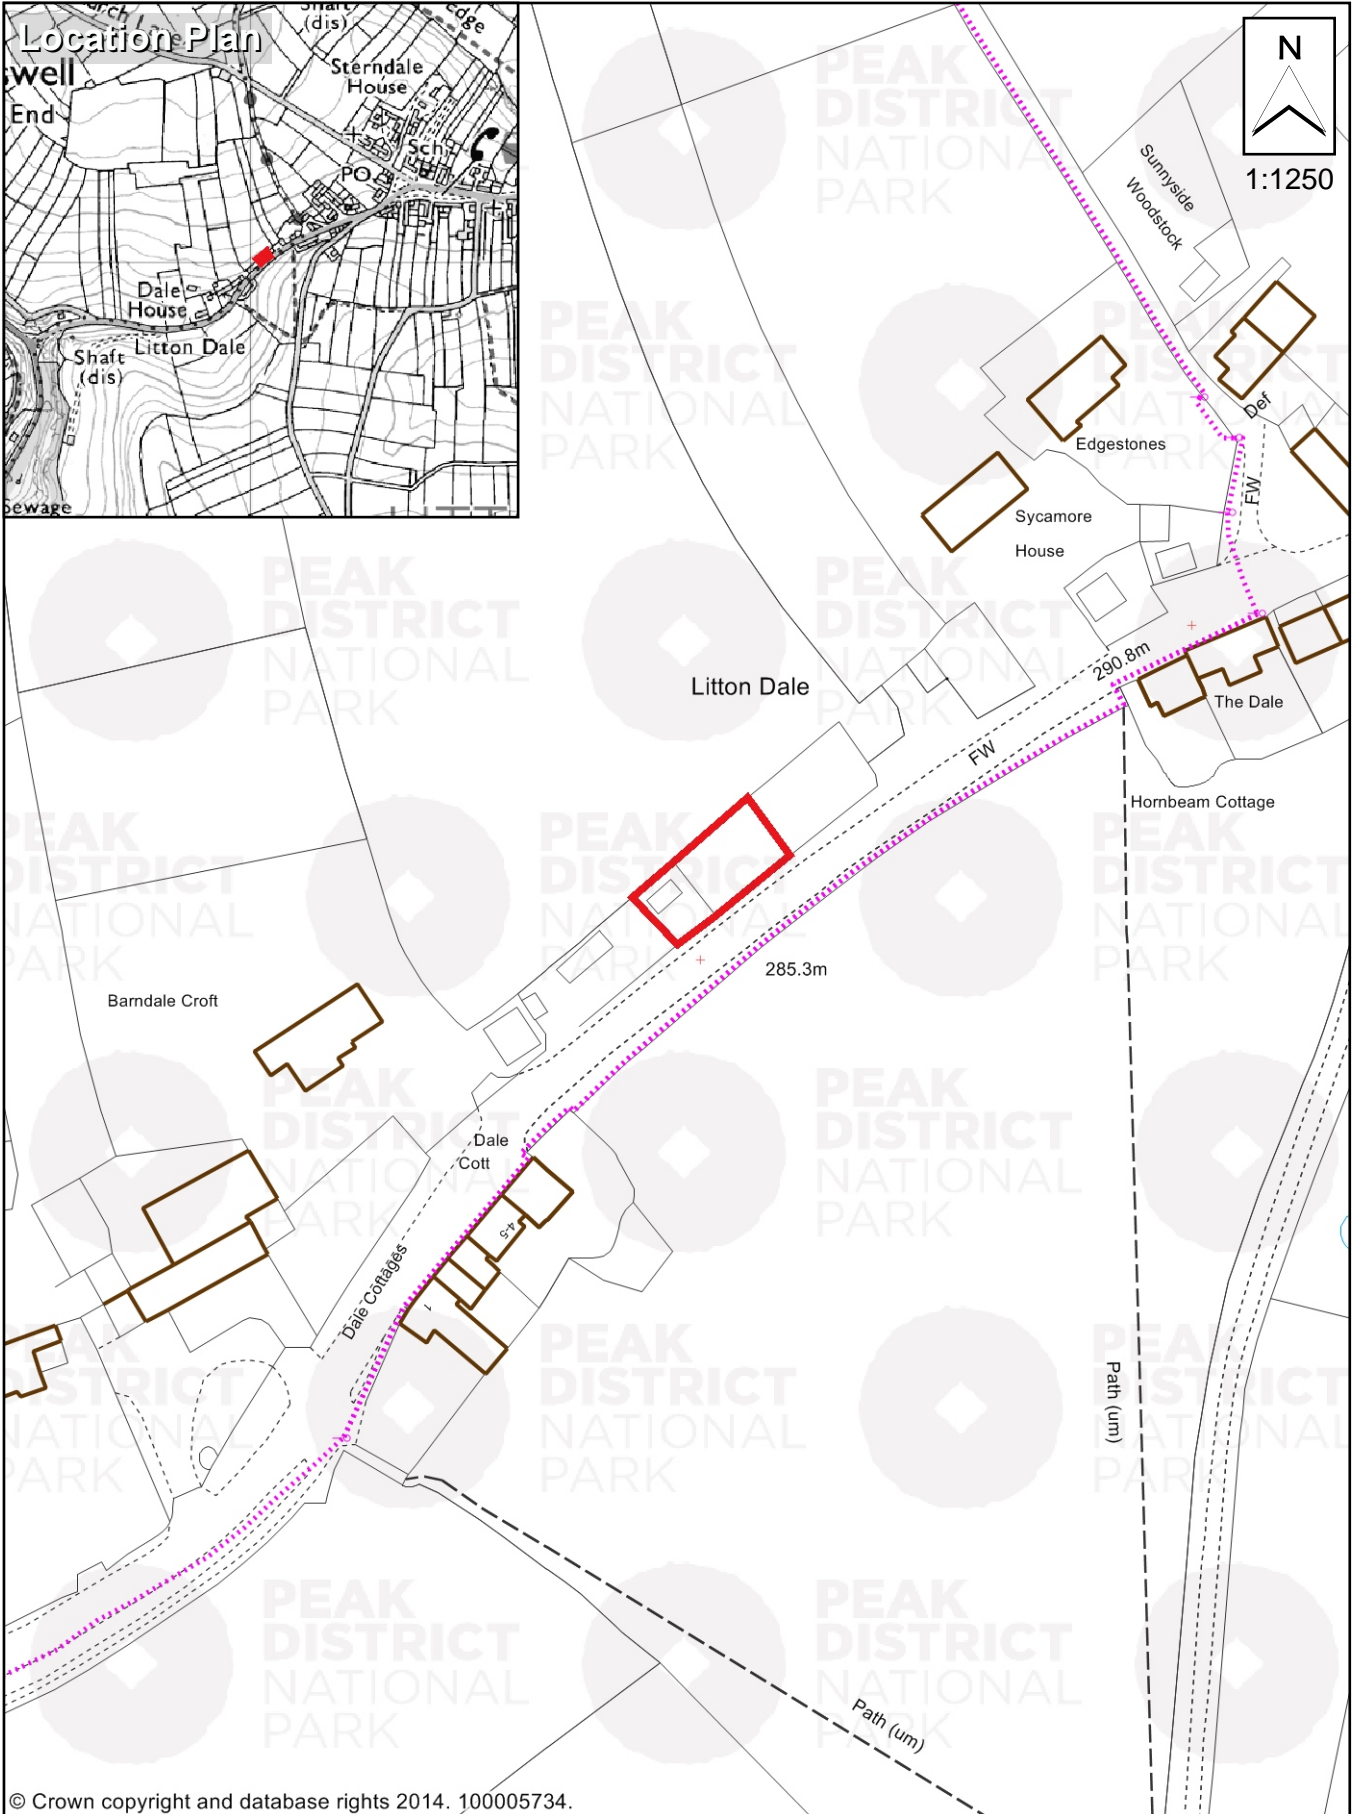 Location Plan
Shaft
(dis)
Edge
swell
End
Sterndale
House
Sch
PO
Dale
House
Litton Dale
Shaft
(dis)
N
1:1250
Sunnyside
Woodstock
Def
Edgestones
FW
Sycamore
House
290.8m
Litton Dale
The Dale
FW
Hornbeam Cottage
285.3m
Barndale Croft
Dale
Cott
4-5
Dale Cottages
1
Path (um)
Path (um)
© Crown copyright and database rights 2014. 100005734.
PEAK
DISTRICT
NATIONAL
PARK